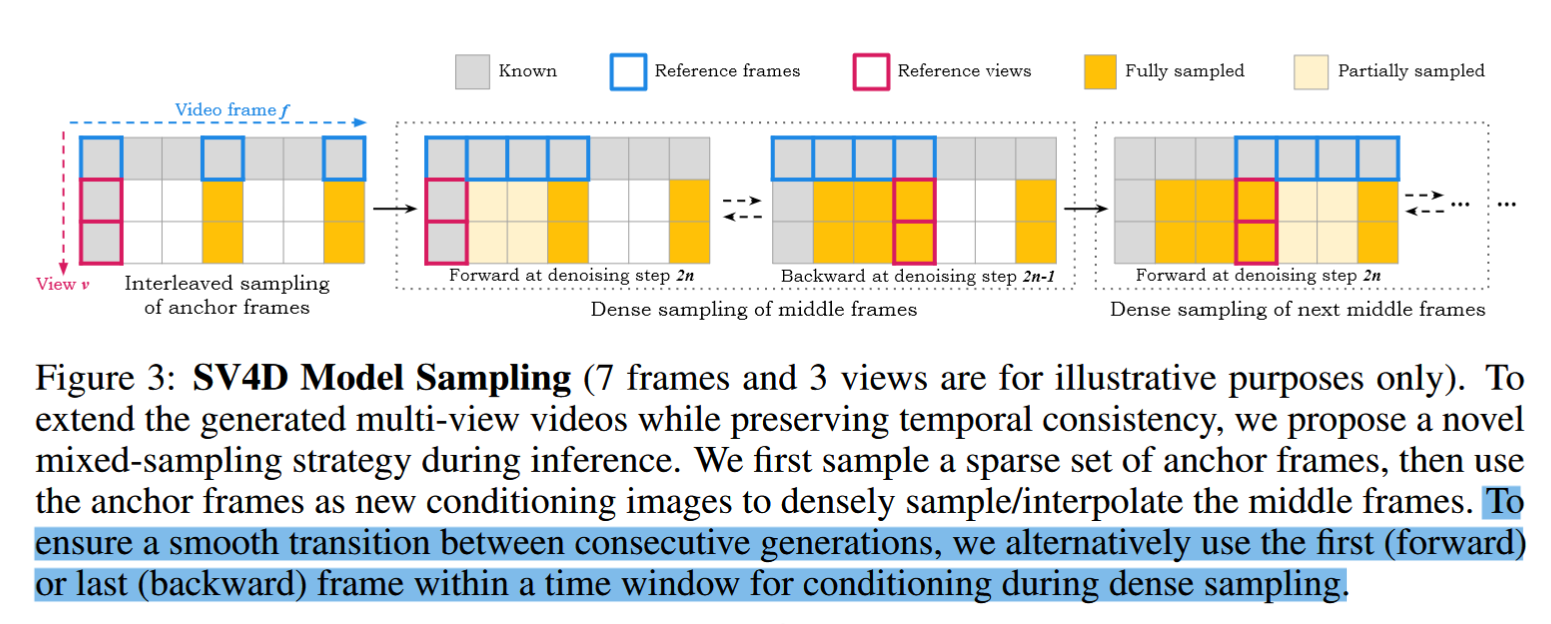 Known
Reference frames
Reference views
Fully sampled
Partially sampled
Video frame f
View v
Interleaved sampling
of anchor frames
Forward at denoising step 2n
Backward at denoising step 2n-1
Dense sampling of middle frames
Forward at denoising step 2n
Dense sampling of next middle frames
...
...
Figure 3: SV4D Model Sampling (7 frames and 3 views are for illustrative purposes only). To
extend the generated multi-view videos while preserving temporal consistency, we propose a novel
mixed-sampling strategy during inference. We first sample a sparse set of anchor frames, then use
the anchor frames as new conditioning images to densely sample/interpolate the middle frames. To
ensure a smooth transition between consecutive generations, we alternatively use the first (forward)
or last (backward) frame within a time window for conditioning during dense sampling.